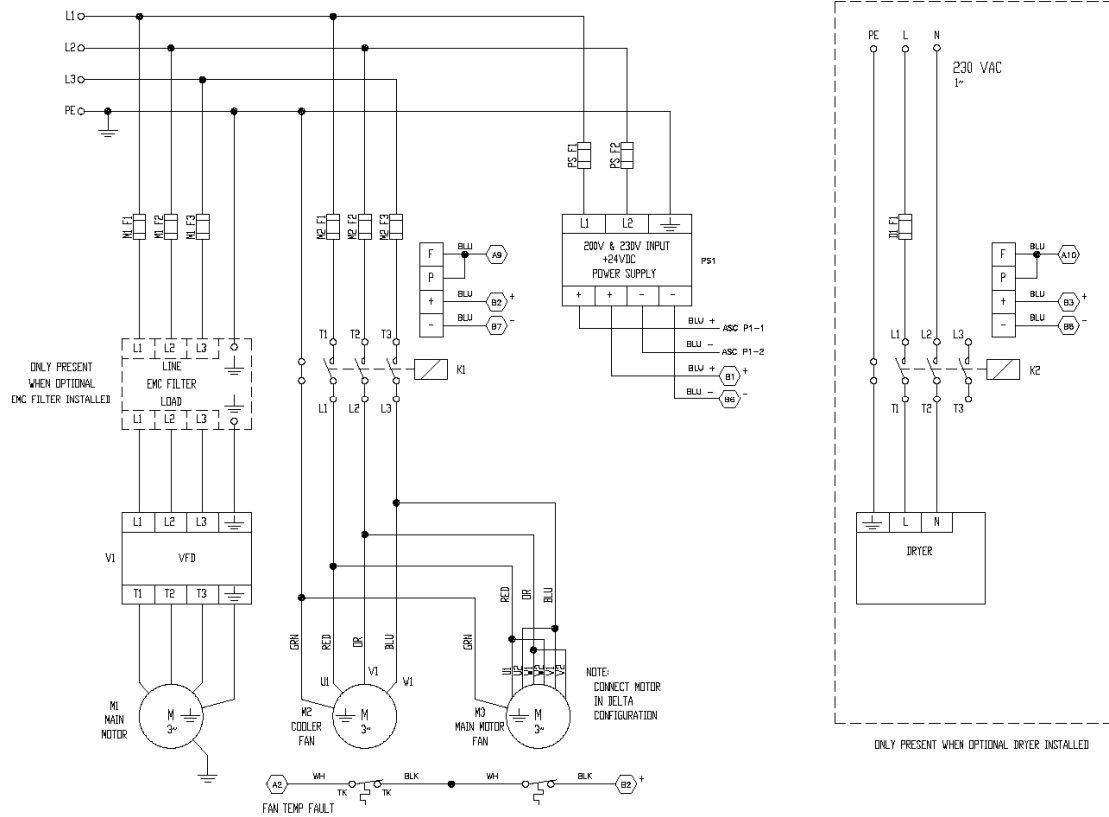 L1
L2
L3
PE
M1 F1
M1 F2
M1 F3
M2 F1
M2 F2
M2 F3
PS F1
PS F2
L1 L2
200V & 230V INPUT
+24VDC
POWER SUPPLY
PS1
+ + - -
BLU +
ASC P1-1
BLU -
ASC P1-2
BLU +
B1 +
BLU -
B6 -
F
P
+
-
BLU
A9
BLU
B2 +
BLU
B7 -
ONLY PRESENT
WHEN OPTIONAL
EMC FILTER INSTALLED
L1 L2 L3
LINE
EMC FILTER
LOAD
L1 L2 L3
T1 T2 T3
K1
L1 L2 L3
L1 L2 L3
V1
VFD
T1 T2 T3
M1
MAIN
MOTOR
M
3~
GRN
RED
OR
BLU
U1
V1
W1
M2
COOLER
FAN
M
3~
GRN
RED
OR
BLU
U1
U2
W1
W2
V1
V2
M3
MAIN MOTOR
FAN
M
3~
NOTE:
CONNECT MOTOR
IN DELTA
CONFIGURATION
A2
WH
TK
TK
BLK
WH
BLK
B2 +
FAN TEMP FAULT
PE L N
230 VAC
1~
D1 F1
F
P
+
-
BLU
A10
BLU
B3 +
BLU
B8 -
L1 L2 L3
K2
T1 T2 T3
L N
DRYER
ONLY PRESENT WHEN OPTIONAL DRYER INSTALLED